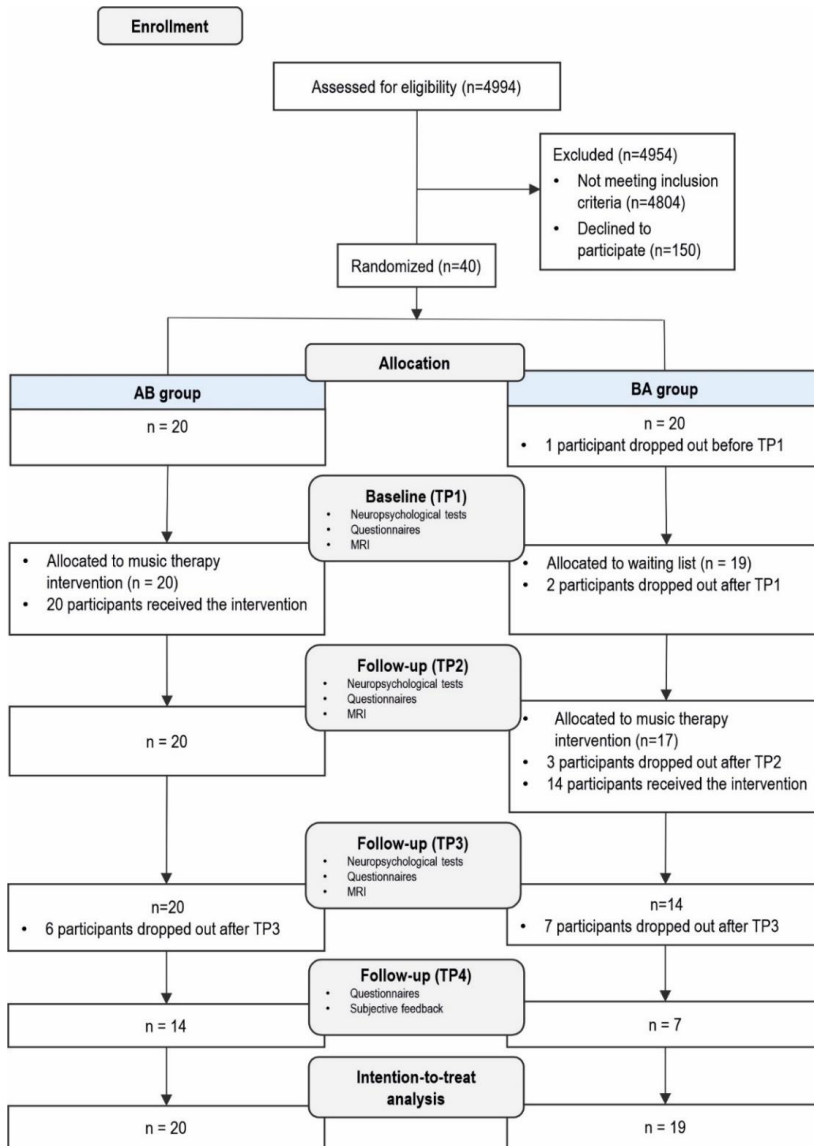 Enrollment
Assessed for eligibility (n=4994)
Excluded (n=4954)
• Not meeting inclusion
criteria (n=4804)
• Declined to
participate (n=150)
Randomized (n=40)
Allocation
AB group
n = 20
BA group
n = 20
• 1 participant dropped out before TP1
Baseline (TP1)
• Neuropsychological tests
• Questionnaires
• MRI
• Allocated to music therapy
intervention (n = 20)
• 20 participants received the intervention
• Allocated to waiting list (n = 19)
• 2 participants dropped out after TP1
Follow-up (TP2)
• Neuropsychological tests
• Questionnaires
• MRI
n = 20
• Allocated to music therapy
intervention (n=17)
• 3 participants dropped out after TP2
• 14 participants received the intervention
Follow-up (TP3)
• Neuropsychological tests
• Questionnaires
• MRI
n=20
• 6 participants dropped out after TP3
n=14
• 7 participants dropped out after TP3
Follow-up (TP4)
• Questionnaires
• Subjective feedback
n = 14
n = 7
Intention-to-treat
analysis
n = 20
n = 19